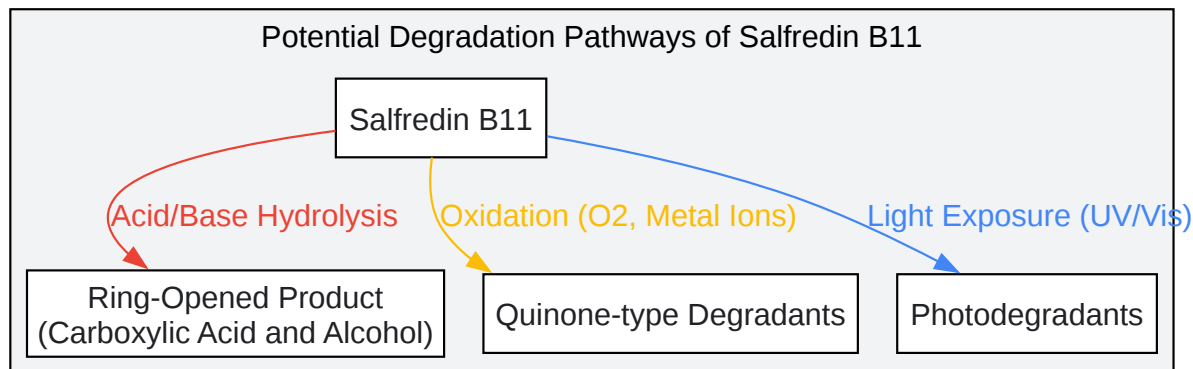 Potential Degradation Pathways of Salfredin B11
Salfredin B11
Acid/Base Hydrolysis
Oxidation (O2, Metal Ions)
Light Exposure (UV/Vis)
Ring-Opened Product
(Carboxylic Acid and Alcohol)
Quinone-type Degradants
Photodegradants